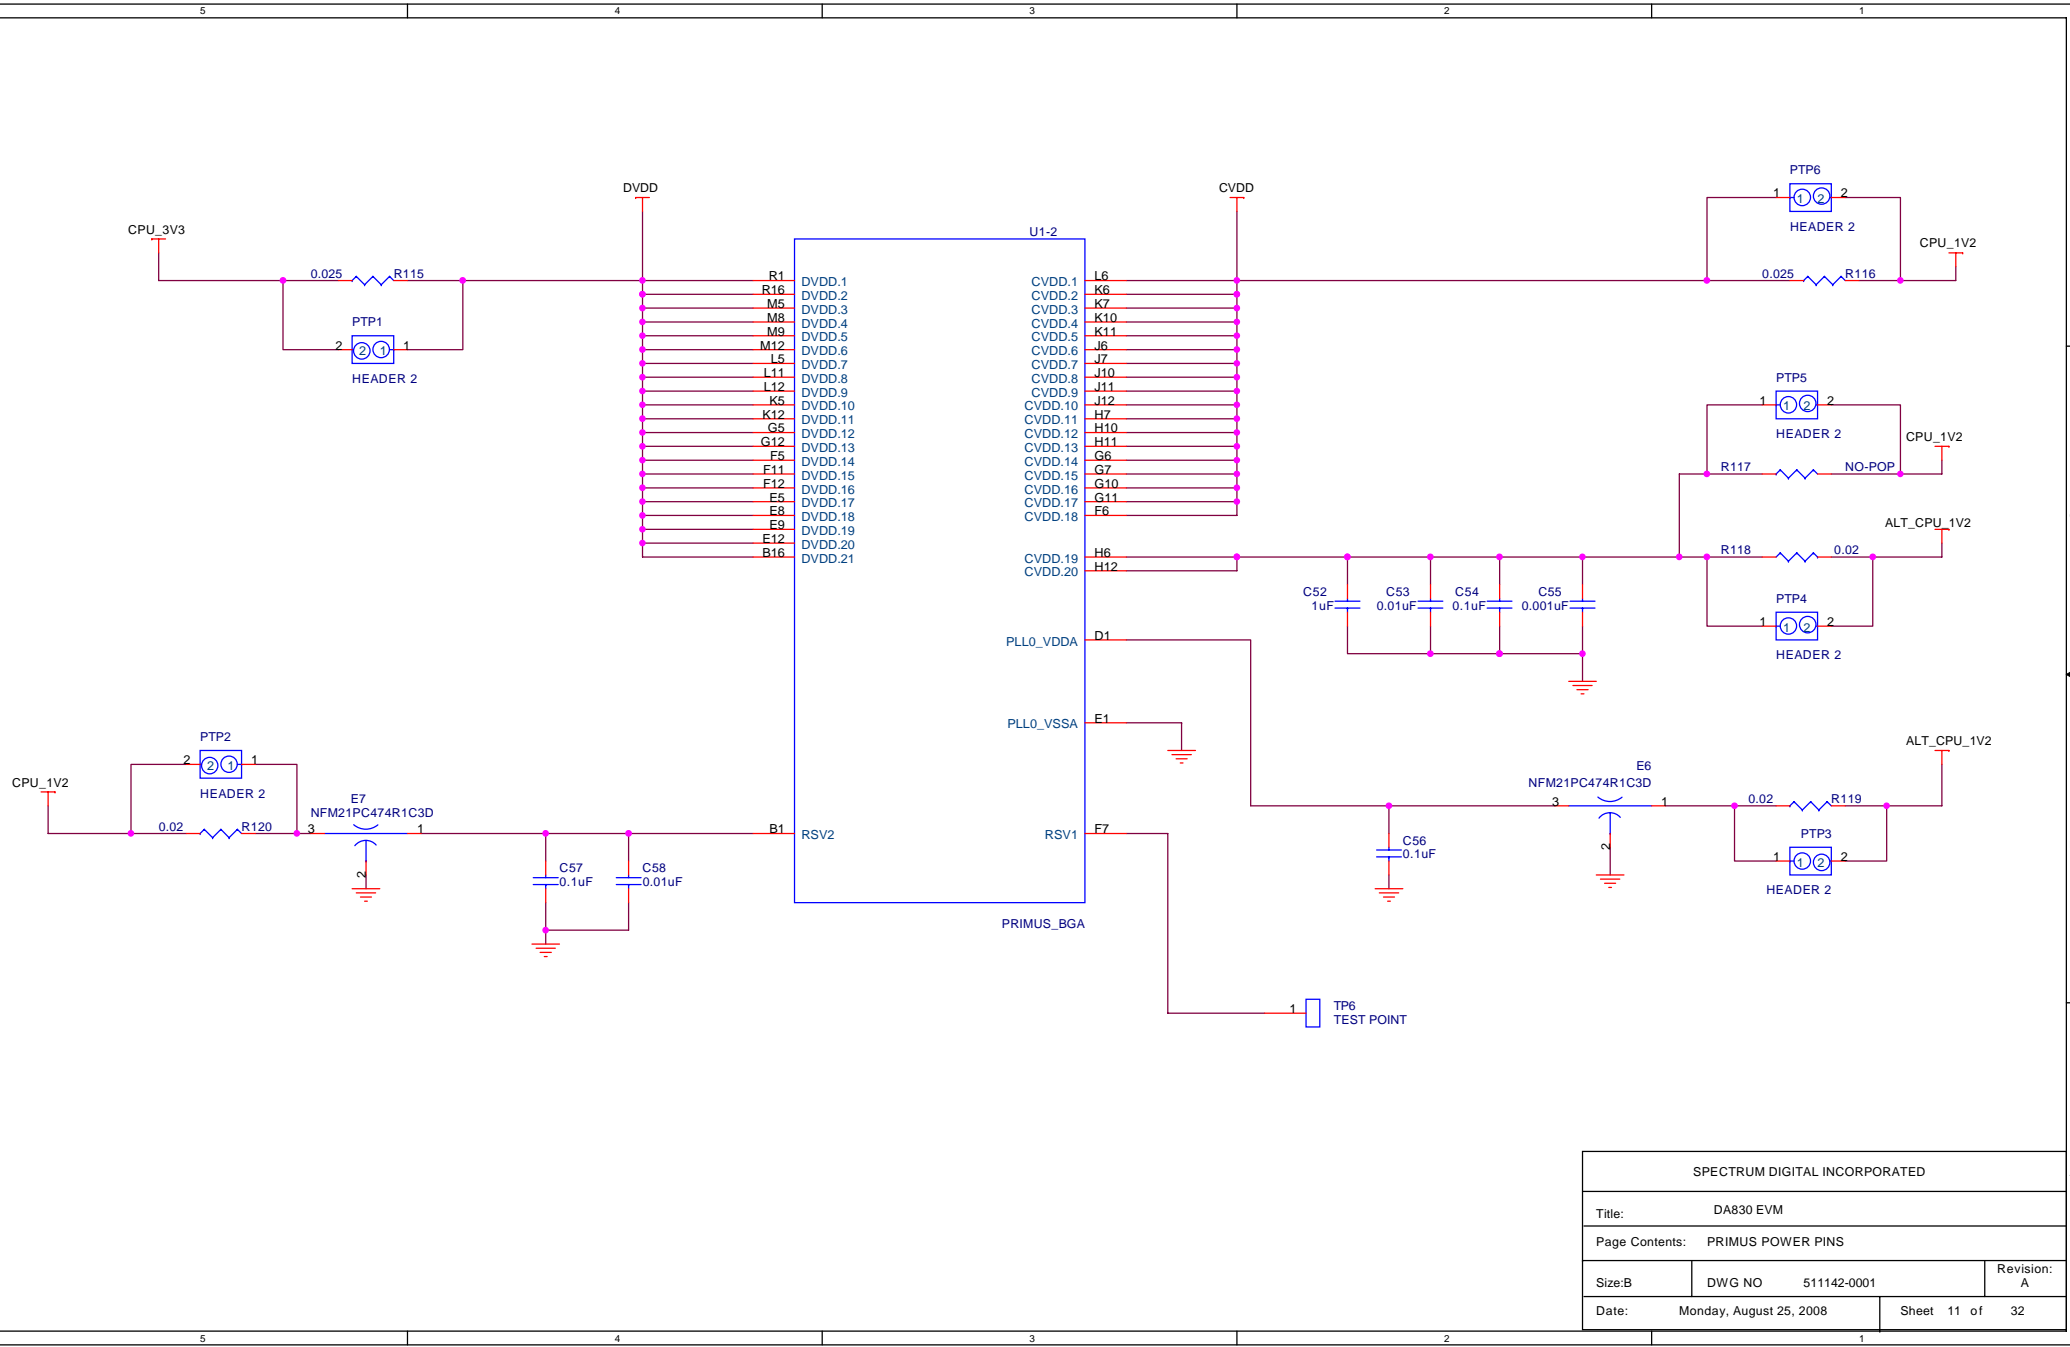 5 4 3 2 1
PTP6
1 1 2 2
HEADER 2
DVDD
CVDD
CPU_3V3
CPU_1V2
U1-2
0.025 R115
0.025 R116
PTP1
2 2 1 1
HEADER 2
R1 DVDD.1
R16 DVDD.2
M5 DVDD.3
M8 DVDD.4
M9 DVDD.5
M12 DVDD.6
L5 DVDD.7
L11 DVDD.8
L12 DVDD.9
K5 DVDD.10
K12 DVDD.11
G5 DVDD.12
G12 DVDD.13
F5 DVDD.14
F11 DVDD.15
F12 DVDD.16
E5 DVDD.17
E8 DVDD.18
E9 DVDD.19
E12 DVDD.20
B16 DVDD.21
CVDD.1 L6
CVDD.2 K6
CVDD.3 K7
CVDD.4 K10
CVDD.5 K11
CVDD.6 J6
CVDD.7 J7
CVDD.8 J10
CVDD.9 J11
CVDD.10 J12
CVDD.11 H7
CVDD.12 H10
CVDD.13 H11
CVDD.14 G6
CVDD.15 G7
CVDD.16 G10
CVDD.17 G11
CVDD.18 F6
CVDD.19 H6
CVDD.20 H12
PTP5
1 1 2 2
HEADER 2
CPU_1V2
R117 NO-POP
ALT_CPU_1V2
R118 0.02
C52
1uF
C53
0.01uF
C54
0.1uF
C55
0.001uF
PTP4
1 1 2 2
HEADER 2
PLL0_VDDA D1
PLL0_VSSA E1
PTP2
2 2 1 1
HEADER 2
CPU_1V2
0.02 R120
E7
NFM21PC474R1C3D
3 1
2
C57
0.1uF
C58
0.01uF
B1 RSV2
RSV1 F7
ALT_CPU_1V2
E6
NFM21PC474R1C3D
3 1
2
0.02 R119
C56
0.1uF
PTP3
1 1 2 2
HEADER 2
PRIMUS_BGA
1
TP6
TEST POINT
SPECTRUM DIGITAL INCORPORATED
Title: DA830 EVM
Page Contents: PRIMUS POWER PINS
Size:B DWG NO 511142-0001 Revision: A
Date: Monday, August 25, 2008 Sheet 11 of 32
5 4 3 2 1